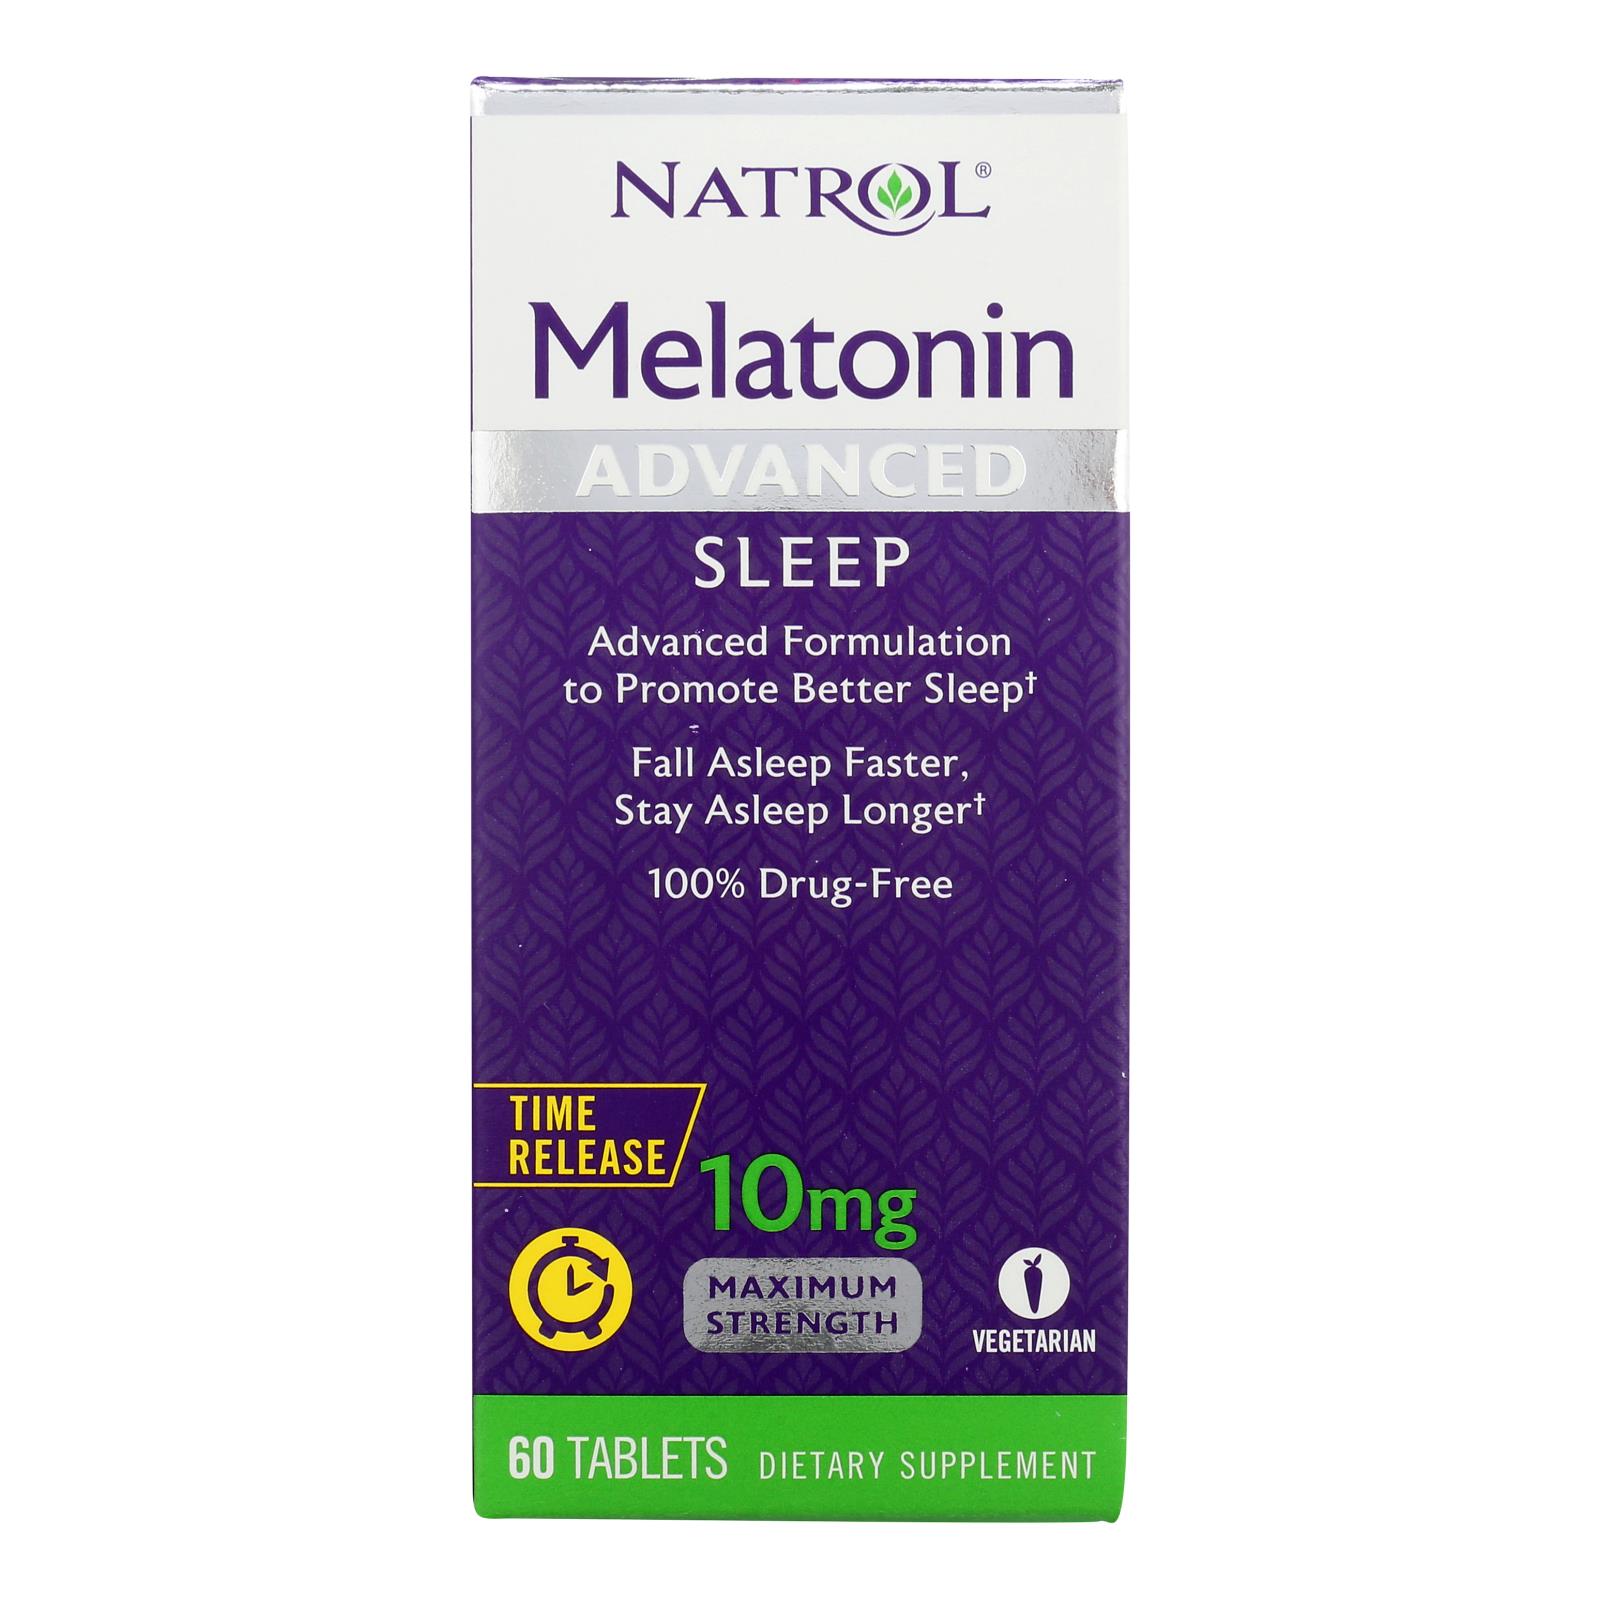 NATROL®
Melatonin
ADVANCED
SLEEP
Advanced Formulation
to Promote Better Sleep†
Fall Asleep Faster,
Stay Asleep Longer†
100% Drug-Free
TIME
RELEASE
10mg
MAXIMUM
STRENGTH
VEGETARIAN
60 TABLETS DIETARY SUPPLEMENT